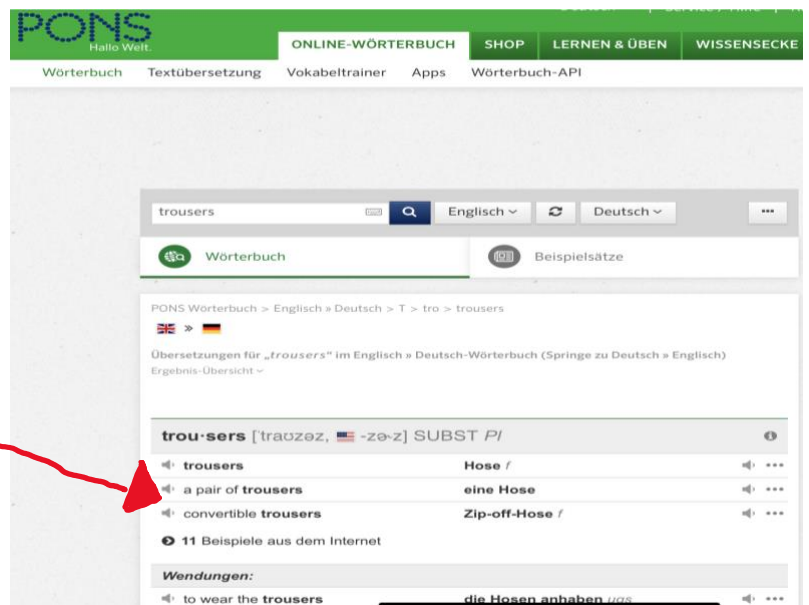 PONS
Hallo Welt.
ONLINE-WÖRTERBUCH SHOP LERNEN & ÜBEN WISSENSECKE
Wörterbuch Textübersetzung Vokabeltrainer Apps Wörterbuch-API
trousers Englisch Deutsch ...
Wörterbuch Beispielsätze
PONS Wörterbuch > Englisch » Deutsch > T > tro > trousers
»
Übersetzungen für „trousers“ im Englisch » Deutsch-Wörterbuch (Springe zu Deutsch » Englisch)
Ergebnis-Übersicht
trou·sers [ˈtraʊzəz, -zɚz] SUBST Pl
trousers Hose f ...
a pair of trousers eine Hose ...
convertible trousers Zip-off-Hose f ...
11 Beispiele aus dem Internet
Wendungen:
to wear the trousers die Hosen anhaben ugs ...